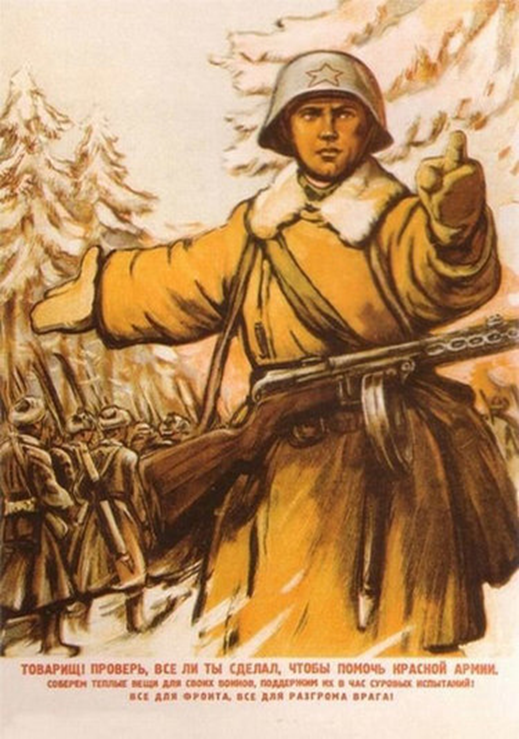 ТОВАРИЩ! ПРОВЕРЬ, ВСЕ ЛИ ТЫ СДЕЛАЛ, ЧТОБЫ ПОМОЧЬ КРАСНОЙ АРМИИ.
СОБЕРЕМ ТЕПЛЫЕ ВЕЩИ ДЛЯ СВОИХ ВОИНОВ, ПОДДЕРЖИМ ИХ В ЧАС СУРОВЫХ ИСПЫТАНИЙ!
ВСЕ ДЛЯ ФРОНТА, ВСЕ ДЛЯ РАЗГРОМА ВРАГА!